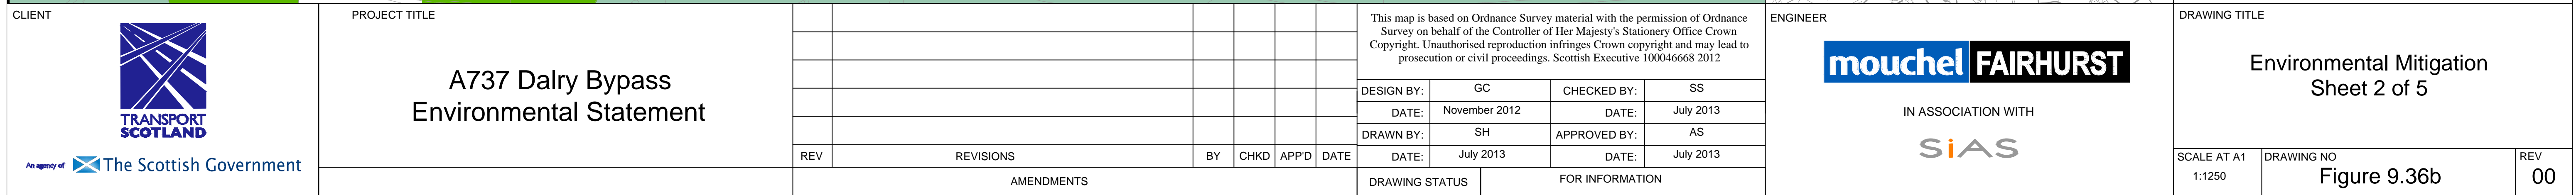 CLIENT
TRANSPORT
SCOTLAND
An agency of The Scottish Government
PROJECT TITLE
A737 Dalry Bypass
Environmental Statement
REV REVISIONS BY CHKD APP'D DATE
AMENDMENTS
This map is based on Ordnance Survey material with the permission of Ordnance
Survey on behalf of the Controller of Her Majesty's Stationery Office Crown
Copyright. Unauthorised reproduction infringes Crown copyright and may lead to
prosecution or civil proceedings. Scottish Executive 100046668 2012
DESIGN BY: GC CHECKED BY: SS
DATE: November 2012 DATE: July 2013
DRAWN BY: SH APPROVED BY: AS
DATE: July 2013 DATE: July 2013
DRAWING STATUS FOR INFORMATION
ENGINEER
mouchel FAIRHURST
IN ASSOCIATION WITH
SiAS
DRAWING TITLE
Environmental Mitigation
Sheet 2 of 5
SCALE AT A1 DRAWING NO REV
1:1250 Figure 9.36b 00